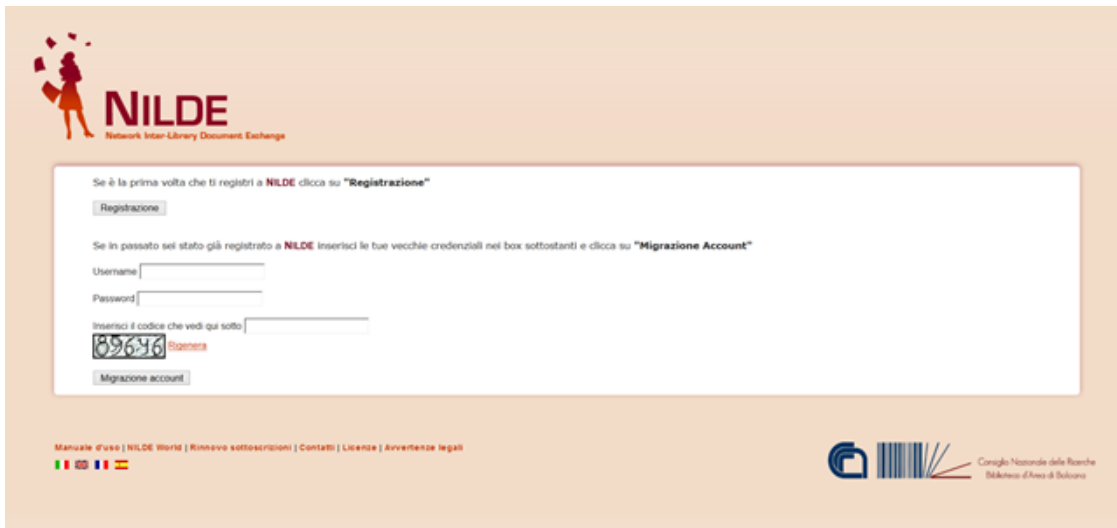 NILDE
Network Inter-Library Document Exchange
Se è la prima volta che ti registri a NILDE clicca su "Registrazione"
Registrazione
Se in passato sei stato già registrato a NILDE inserisci le tue vecchie credenziali nei box sottostanti e clicca su "Migrazione Account"
Username
Password
Inserisci il codice che vedi qui sotto
Rigenera
Migrazione account
Manuale d'uso | NILDE World | Rinnovo sottoscrizioni | Contatti | Licenze | Avvertenze legali
Consiglio Nazionale delle Ricerche
Biblioteca d'Area di Bologna